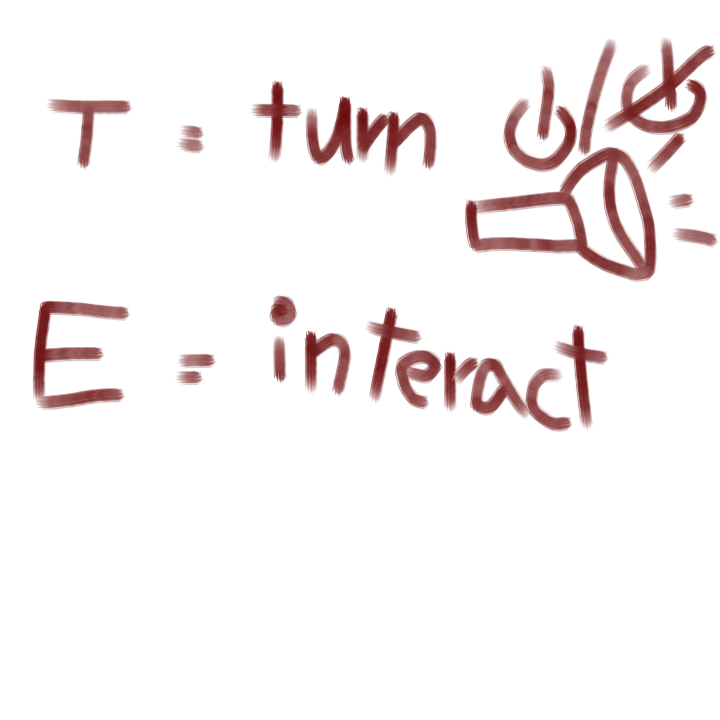 T = turn /
E = interact